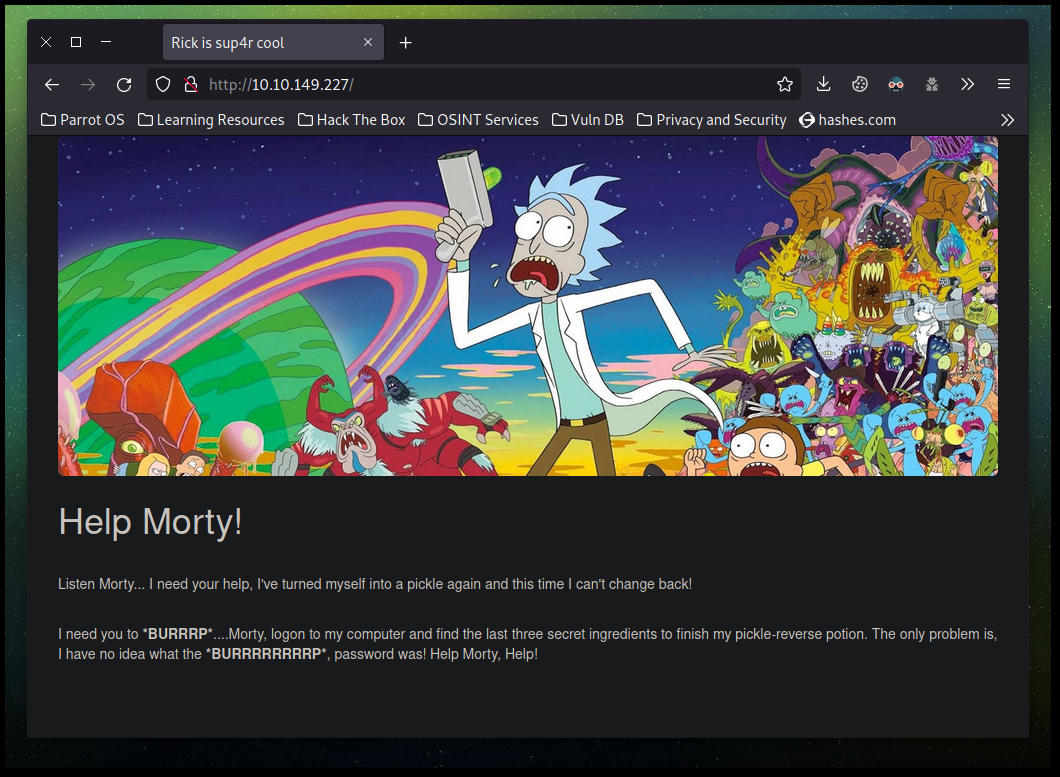 Rick is sup4r cool
http://10.10.149.227/
Parrot OS Learning Resources Hack The Box OSINT Services Vuln DB Privacy and Security hashes.com
Help Morty!
Listen Morty... I need your help, I've turned myself into a pickle again and this time I can't change back!
I need you to *BURRRP*....Morty, logon to my computer and find the last three secret ingredients to finish my pickle-reverse potion. The only problem is,
I have no idea what the *BURRRRRRRRP*, password was! Help Morty, Help!